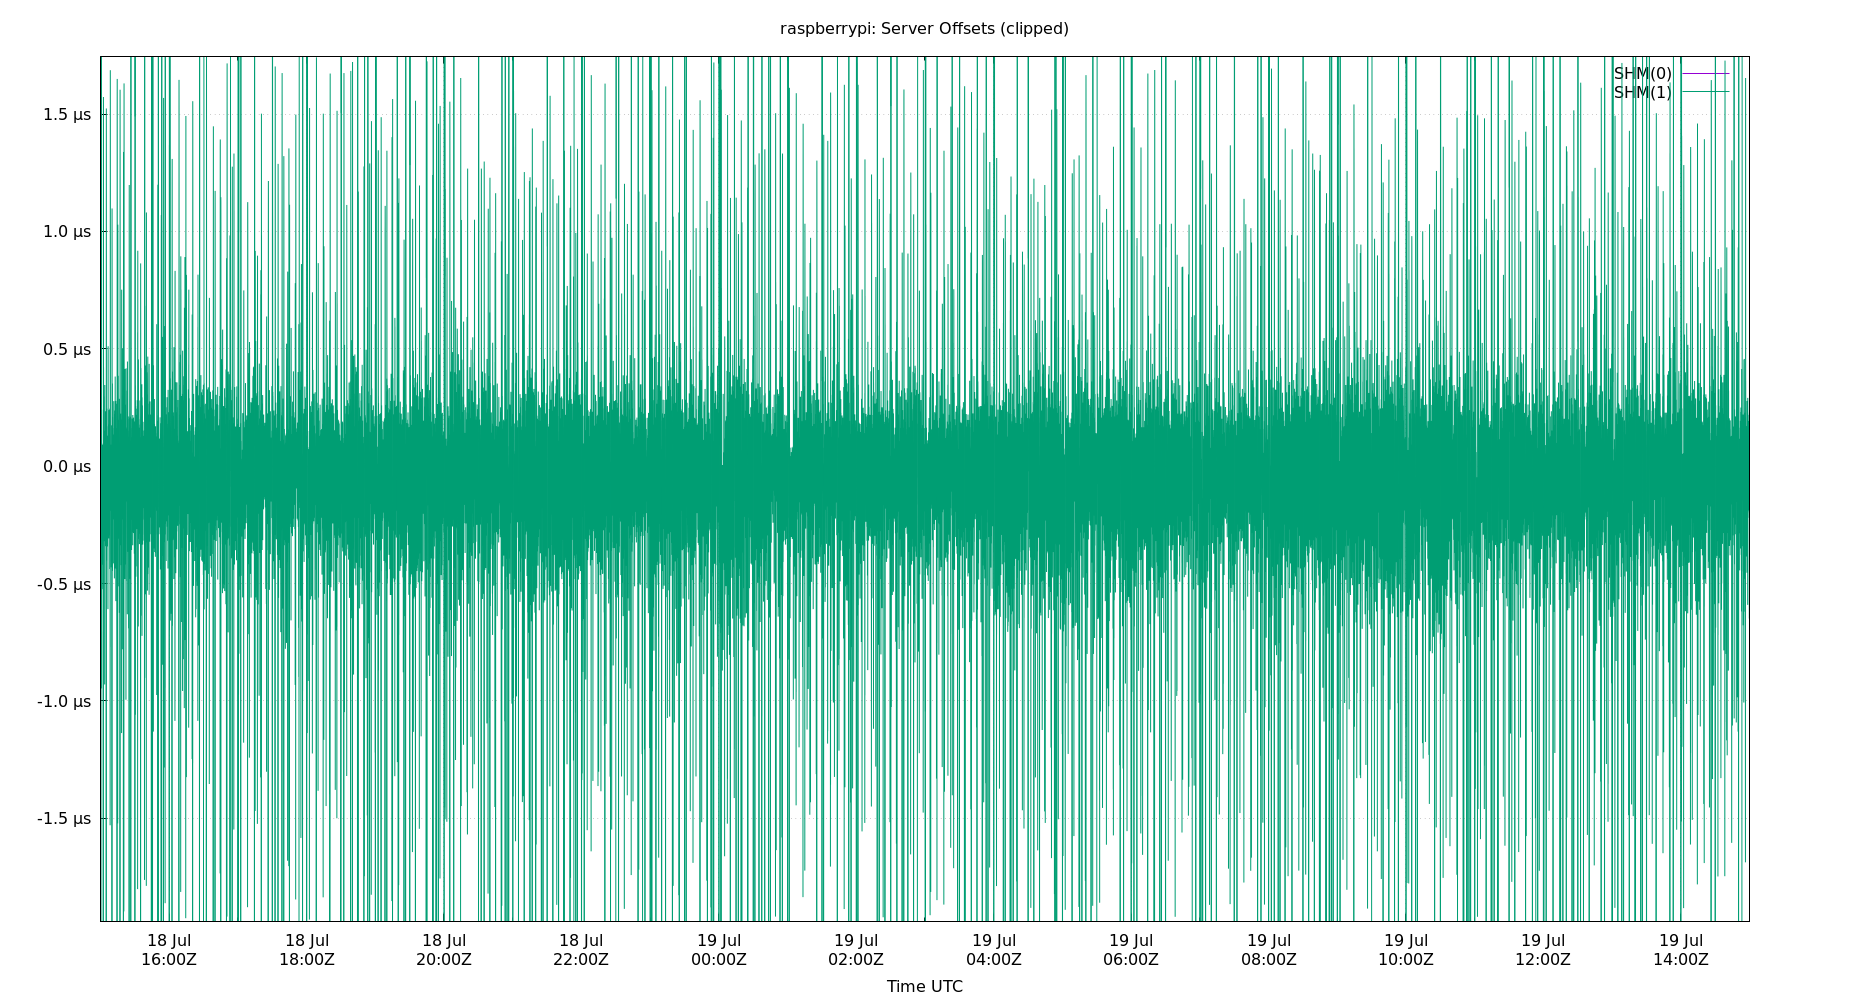 raspberrypi: Server Offsets (clipped)
SHM(0)
SHM(1)
1.5 µs
1.0 µs
0.5 µs
0.0 µs
-0.5 µs
-1.0 µs
-1.5 µs
18 Jul 18 Jul 18 Jul 18 Jul 19 Jul 19 Jul 19 Jul 19 Jul 19 Jul 19 Jul 19 Jul 19 Jul
16:00Z 18:00Z 20:00Z 22:00Z 00:00Z 02:00Z 04:00Z 06:00Z 08:00Z 10:00Z 12:00Z 14:00Z
Time UTC